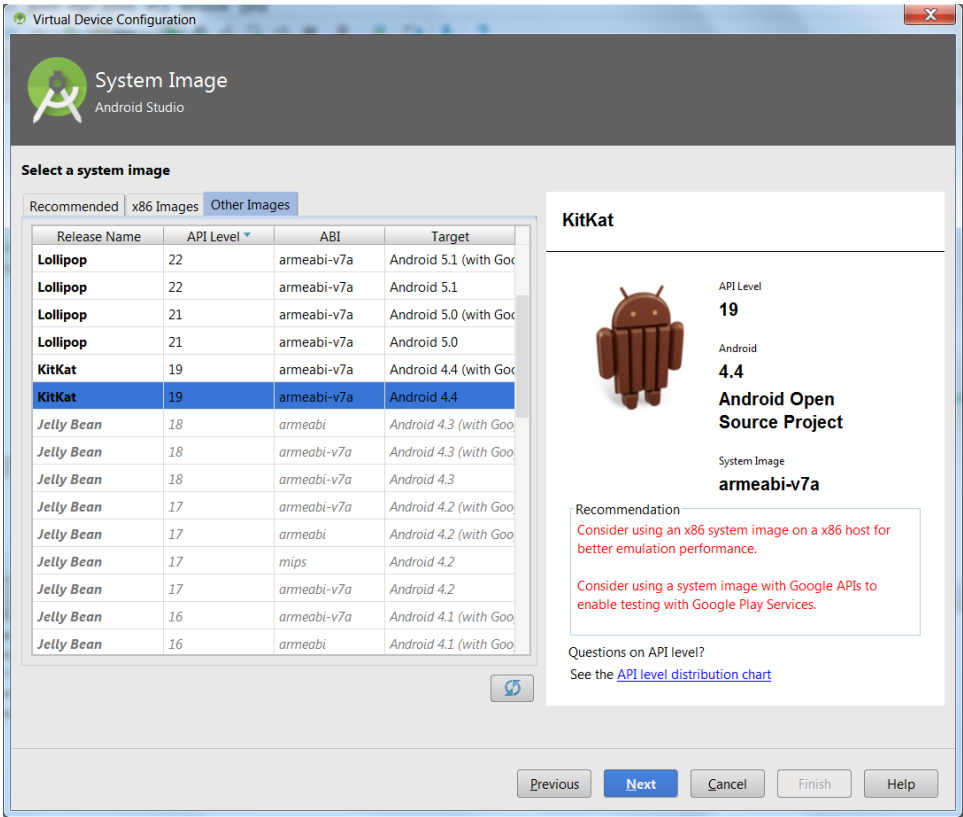 Virtual Device Configuration
System Image
Android Studio
Select a system image
Recommended x86 Images Other Images
Release Name API Level ABI Target
Lollipop 22 armeabi-v7a Android 5.1 (with Goo
Lollipop 22 armeabi-v7a Android 5.1
Lollipop 21 armeabi-v7a Android 5.0 (with Goo
Lollipop 21 armeabi-v7a Android 5.0
KitKat 19 armeabi-v7a Android 4.4 (with Goo
KitKat 19 armeabi-v7a Android 4.4
Jelly Bean 18 armeabi Android 4.3 (with Goo
Jelly Bean 18 armeabi-v7a Android 4.3 (with Goo
Jelly Bean 18 armeabi-v7a Android 4.3
Jelly Bean 17 armeabi-v7a Android 4.2 (with Goo
Jelly Bean 17 armeabi Android 4.2 (with Goo
Jelly Bean 17 mips Android 4.2
Jelly Bean 17 armeabi-v7a Android 4.2
Jelly Bean 16 armeabi-v7a Android 4.1 (with Goo
Jelly Bean 16 armeabi Android 4.1 (with Goo
KitKat
API Level
19
Android
4.4
Android Open
Source Project
System Image
armeabi-v7a
Recommendation
Consider using an x86 system image on a x86 host for
better emulation performance.
Consider using a system image with Google APIs to
enable testing with Google Play Services.
Questions on API level?
See the API level distribution chart
Previous Next Cancel Finish Help